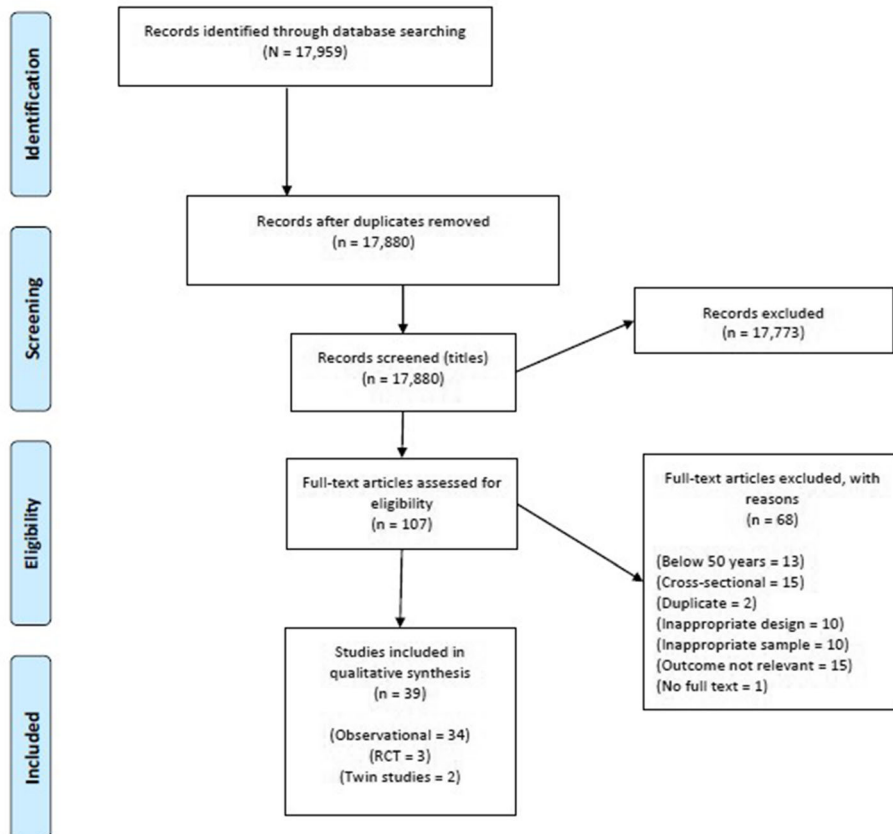 Identification
Records identified through database searching
(N = 17,959)
Records after duplicates removed
(n = 17,880)
Screening
Records screened (titles)
(n = 17,880)
Records excluded
(n = 17,773)
Eligibility
Full-text articles assessed for
eligibility
(n = 107)
Full-text articles excluded, with
reasons
(n = 68)
(Below 50 years = 13)
(Cross-sectional = 15)
(Duplicate = 2)
(Inappropriate design = 10)
(Inappropriate sample = 10)
(Outcome not relevant = 15)
(No full text = 1)
Included
Studies included in
qualitative synthesis
(n = 39)
(Observational = 34)
(RCT = 3)
(Twin studies = 2)